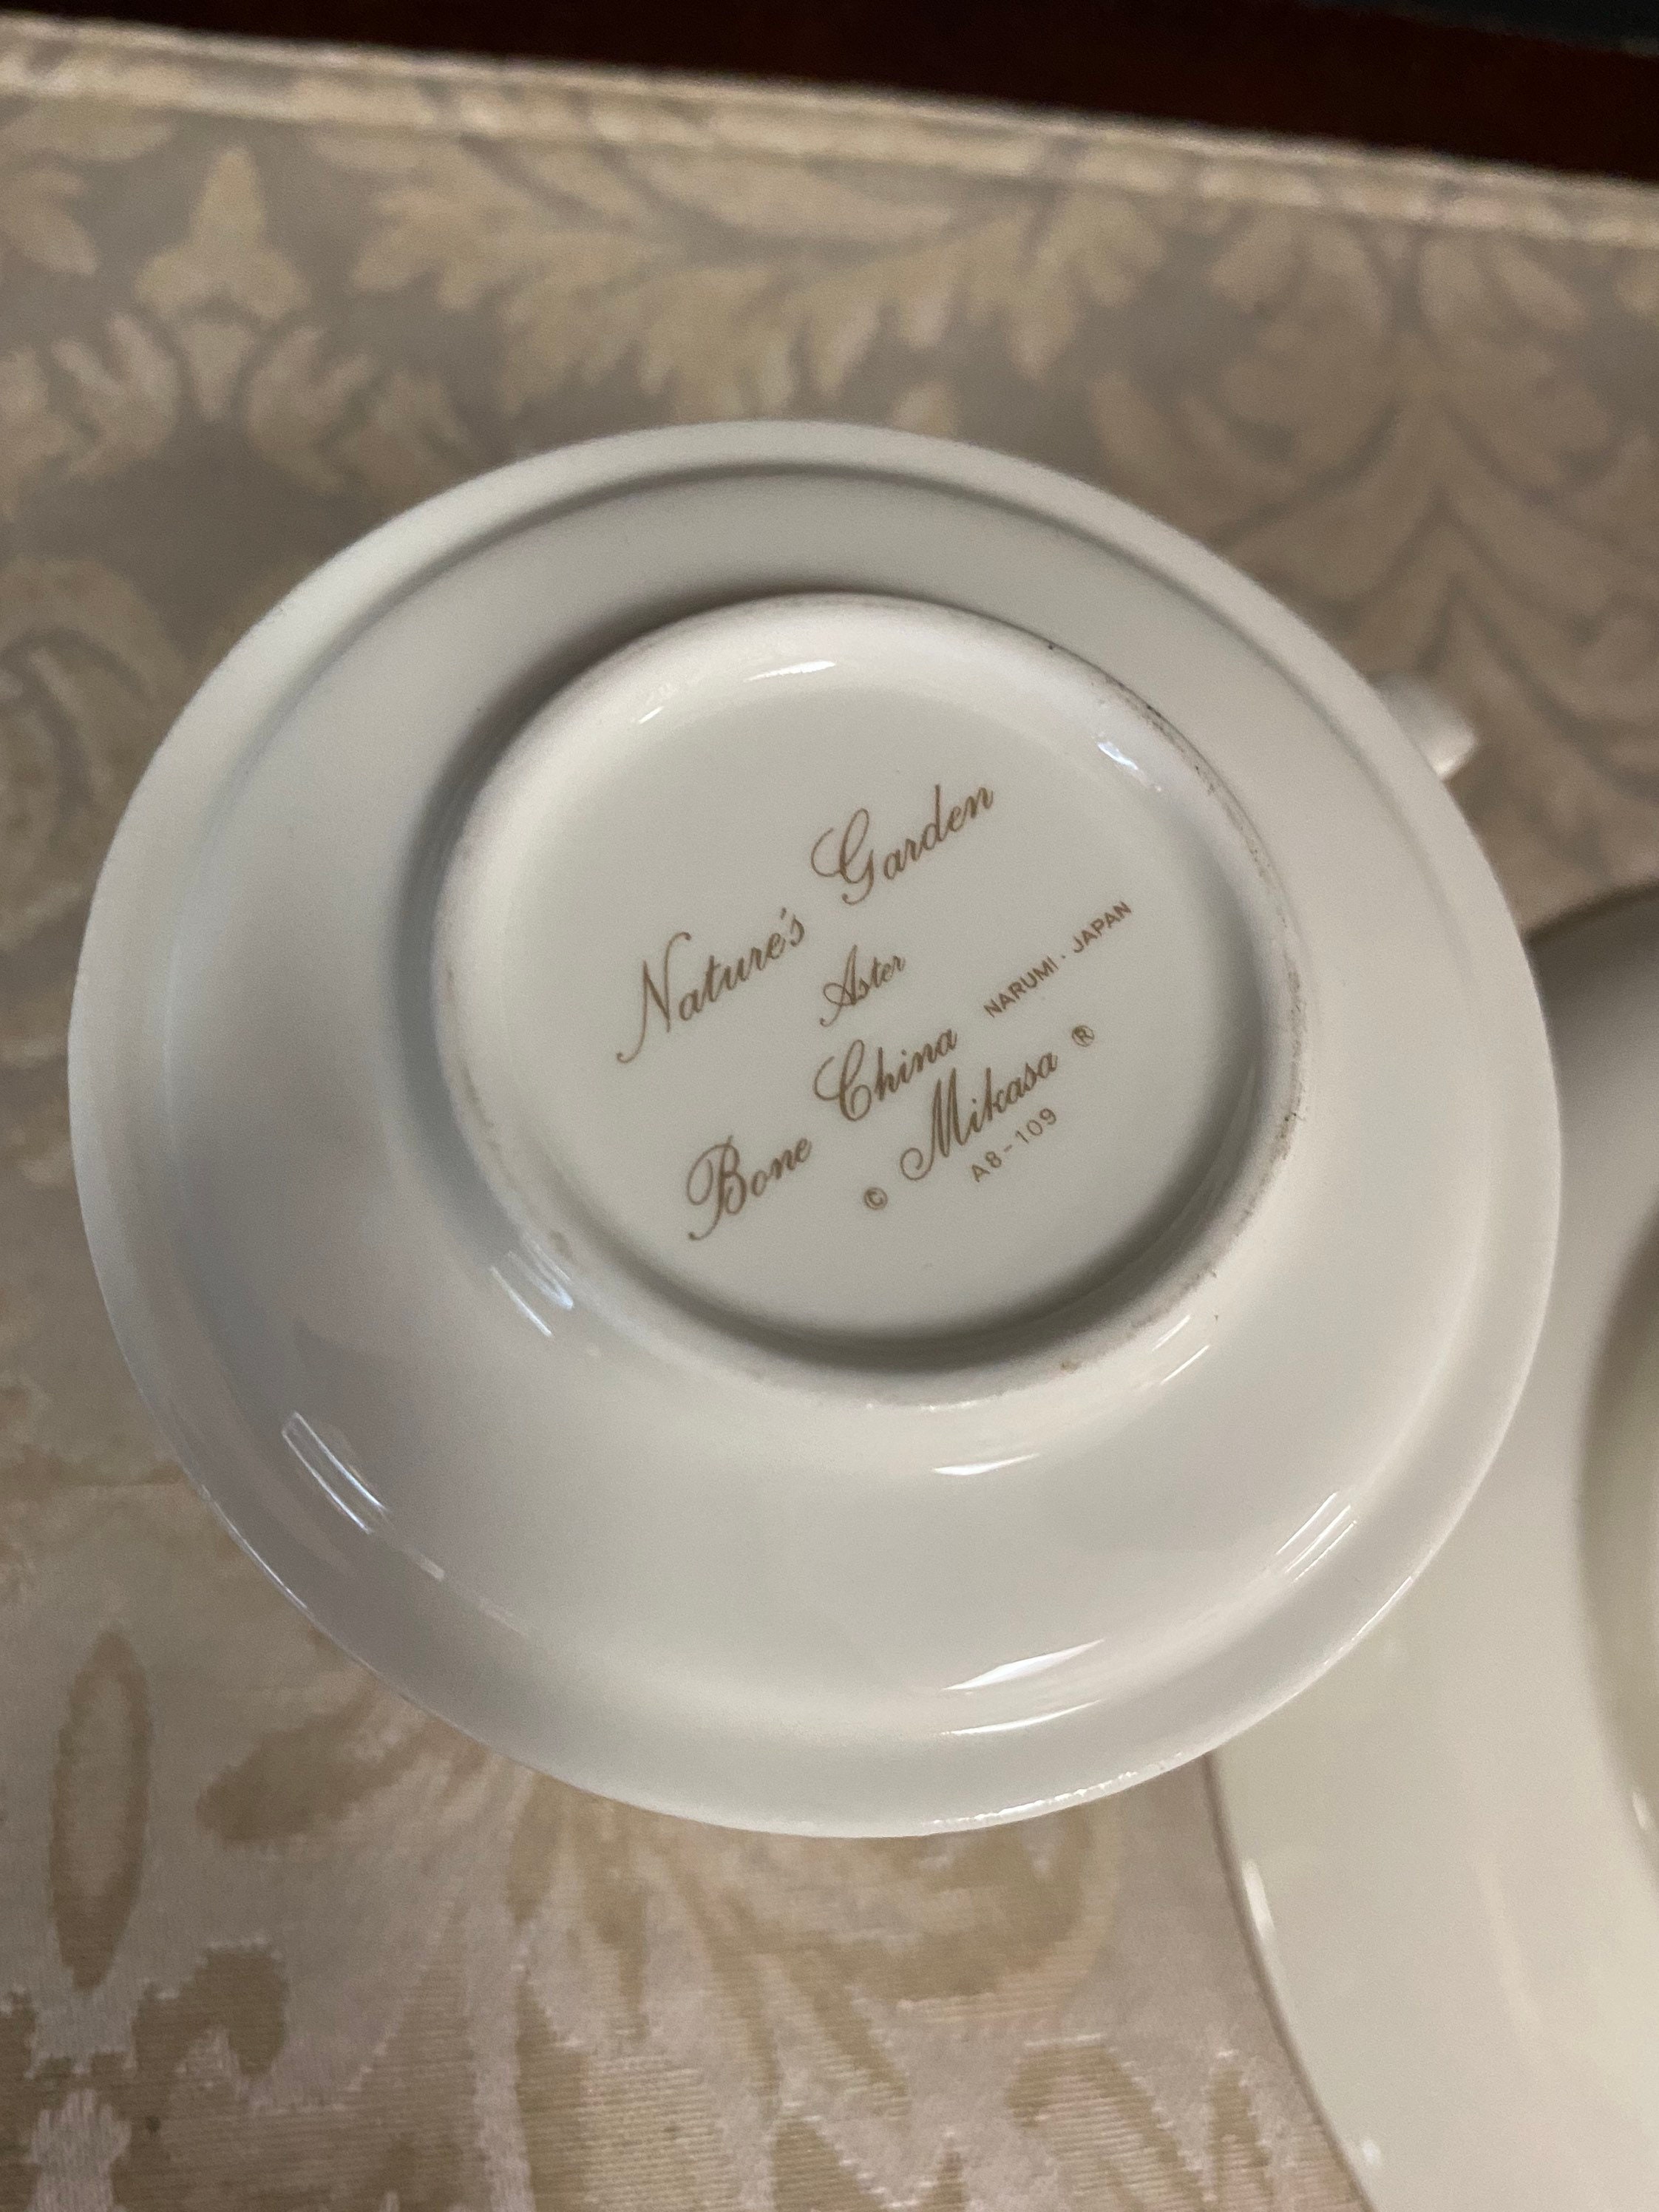 Nature's Garden
Aster
Bone China NARUMI · JAPAN
© Mikasa ®
A8-109